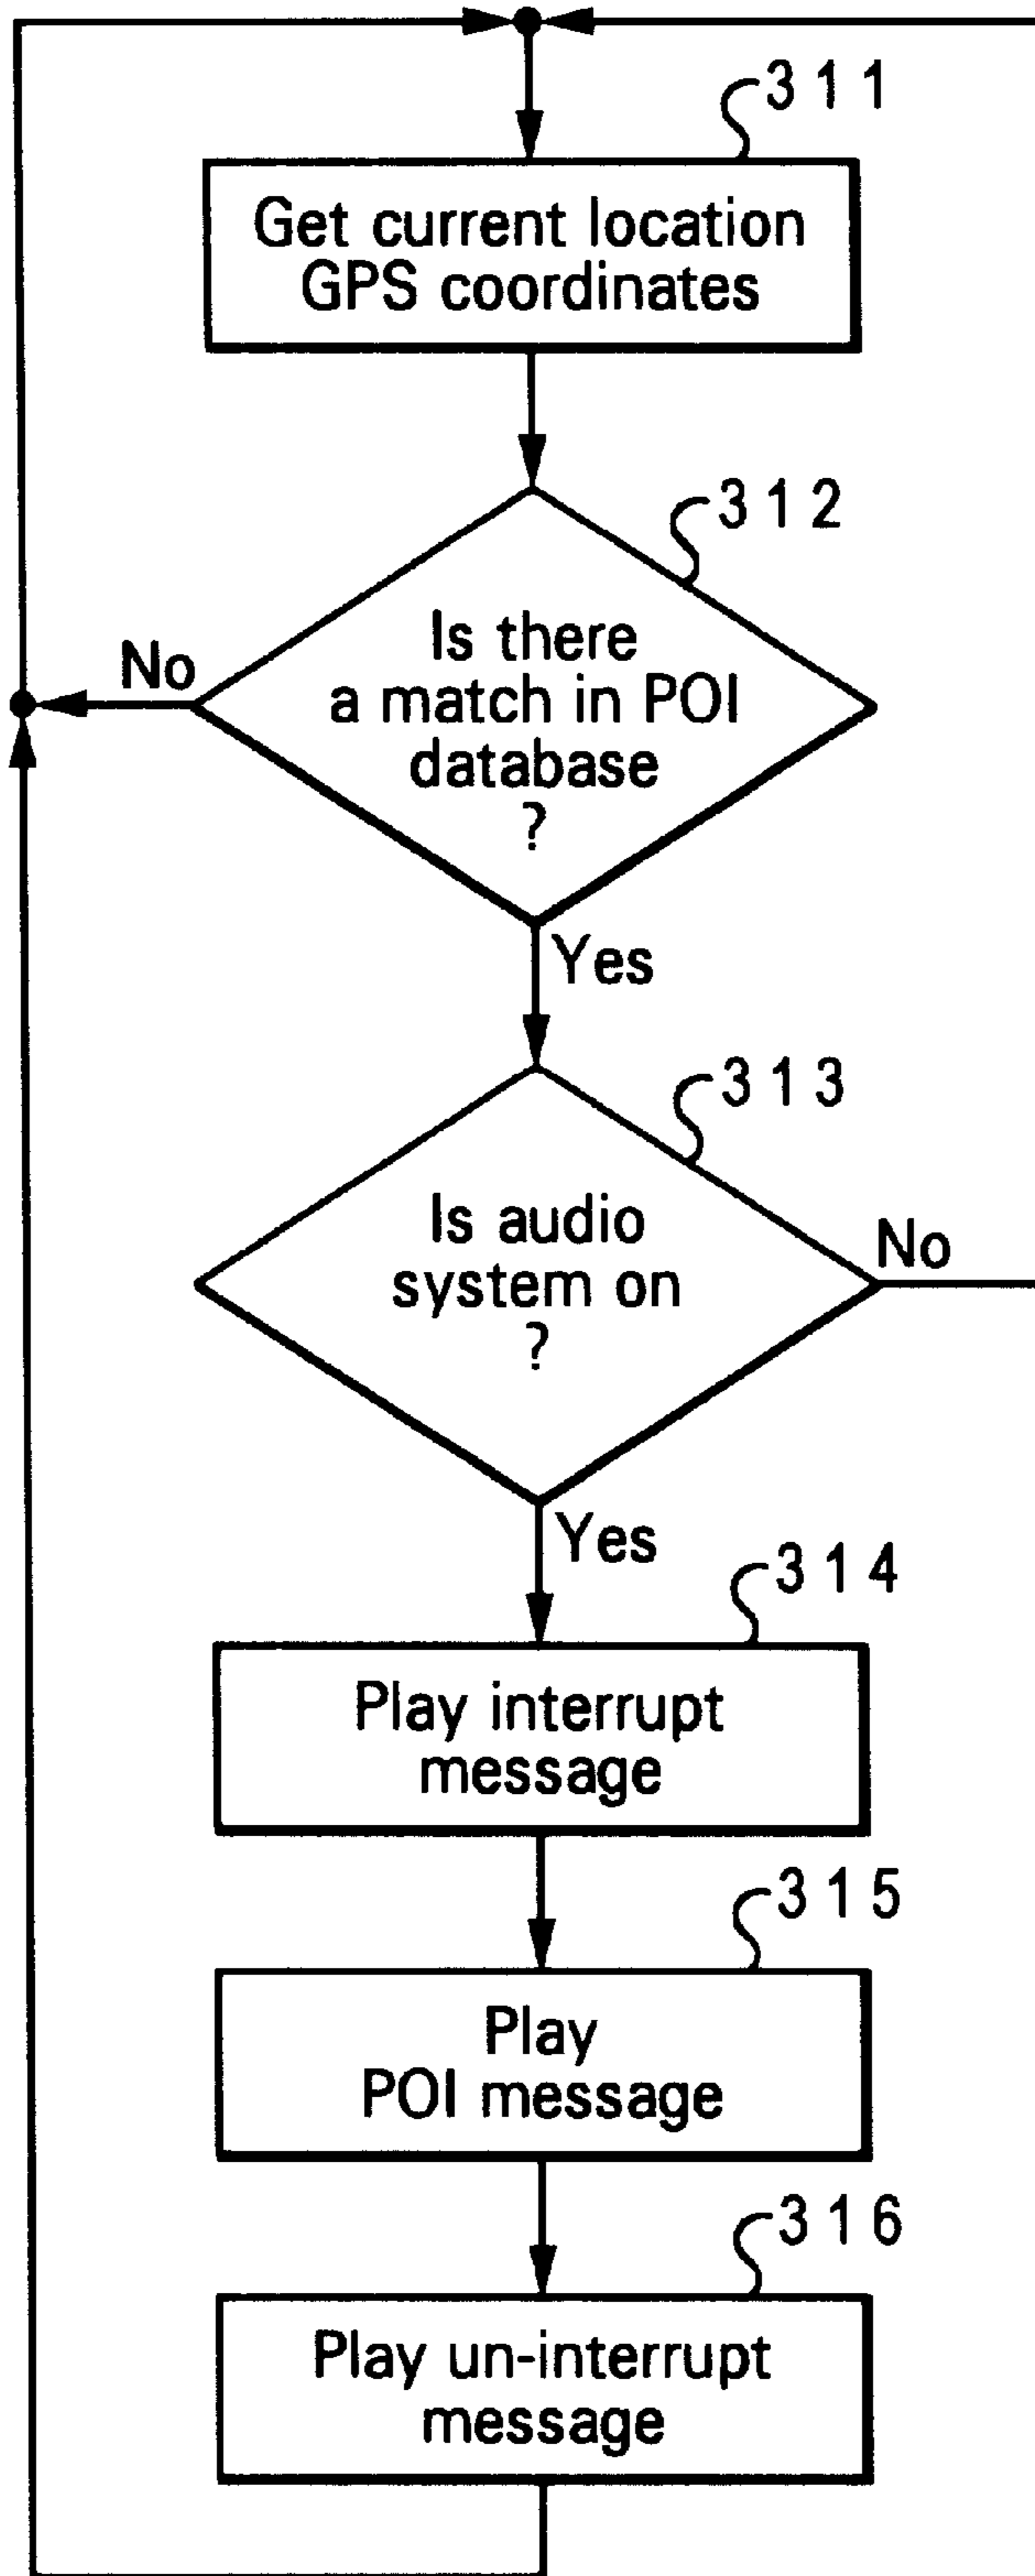 311
Get current location
GPS coordinates
312
Is there
a match in POI
database
?
No
Yes
313
Is audio
system on
?
No
Yes
314
Play interrupt
message
315
Play
POI message
316
Play un-interrupt
message